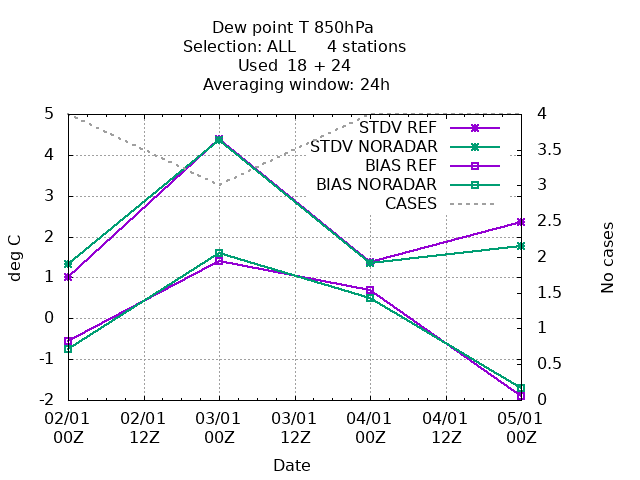 Dew point T 850hPa
Selection: ALL      4 stations
Used  18 + 24
Averaging window: 24h
STDV REF
STDV NORADAR
BIAS REF
BIAS NORADAR
CASES
5
4
3
2
1
0
-1
-2
deg C
4
3.5
3
2.5
2
1.5
1
0.5
0
No cases
02/01 02/01 03/01 03/01 04/01 04/01 05/01
00Z 12Z 00Z 12Z 00Z 12Z 00Z
Date